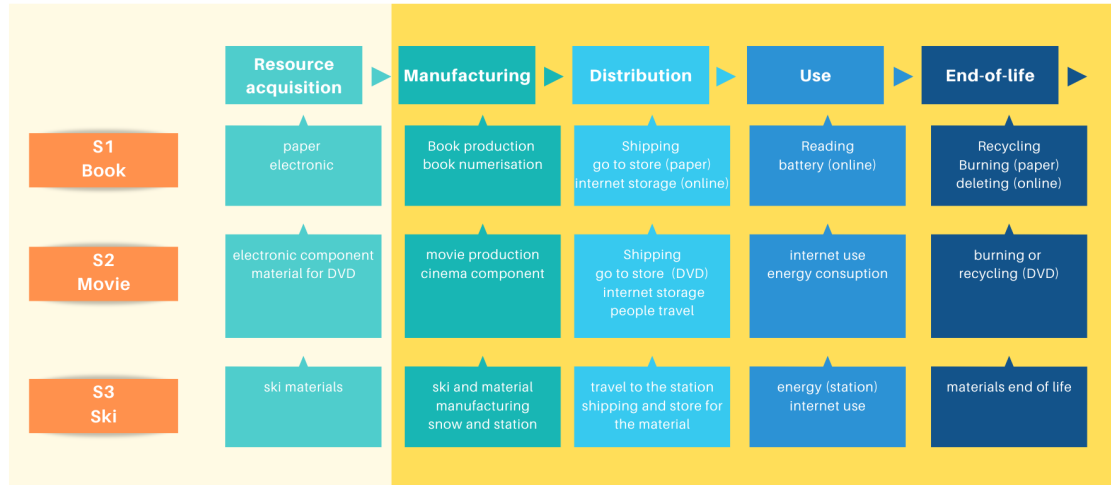 Resource
acquisition
Manufacturing
Distribution
Use
End-of-life
S1
Book
paper
electronic
Book production
book numerisation
Shipping
go to store (paper)
internet storage (online)
Reading
battery (online)
Recycling
Burning (paper)
deleting (online)
S2
Movie
electronic component
material for DVD
movie production
cinema component
Shipping
go to store (DVD)
internet storage
people travel
internet use
energy consuption
burning or
recycling (DVD)
S3
Ski
ski materials
ski and material
manufacturing
snow and station
travel to the station
shipping and store for
the material
energy (station)
internet use
materials end of life